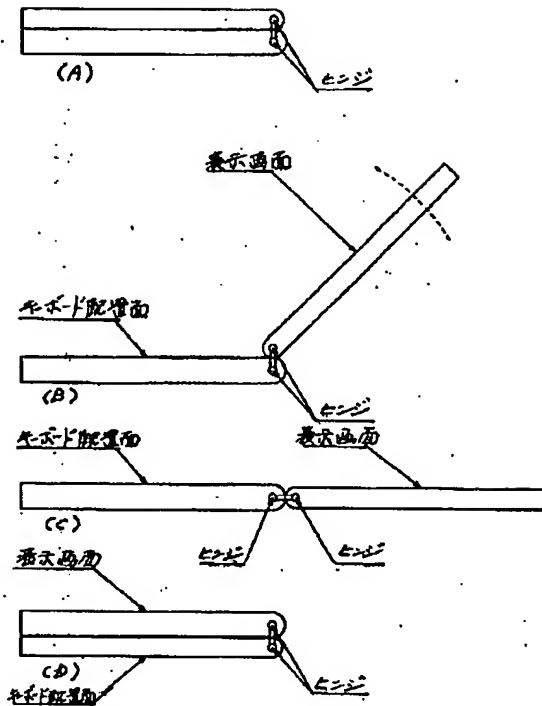 (A)
ヒンジ
表示画面
キーボード配置面
(B)
ヒンジ
キーボード配置面
表示画面
(C)
ヒンジ
ヒンジ
表示画面
(D)
キーボード配置面
ヒンジ